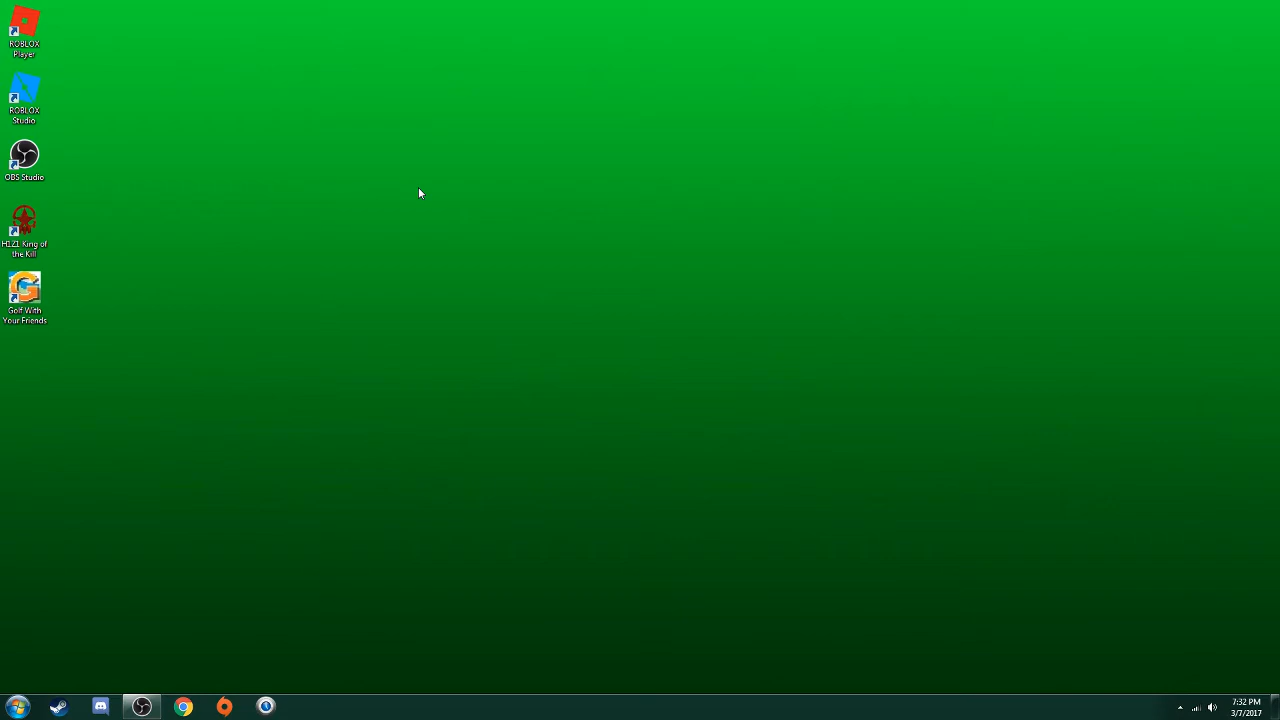 ROBLOX
Player
ROBLOX
Studio
OBS Studio
H1Z1 King of
the Kill
Golf With
Your Friends
7:32 PM
3/7/2017